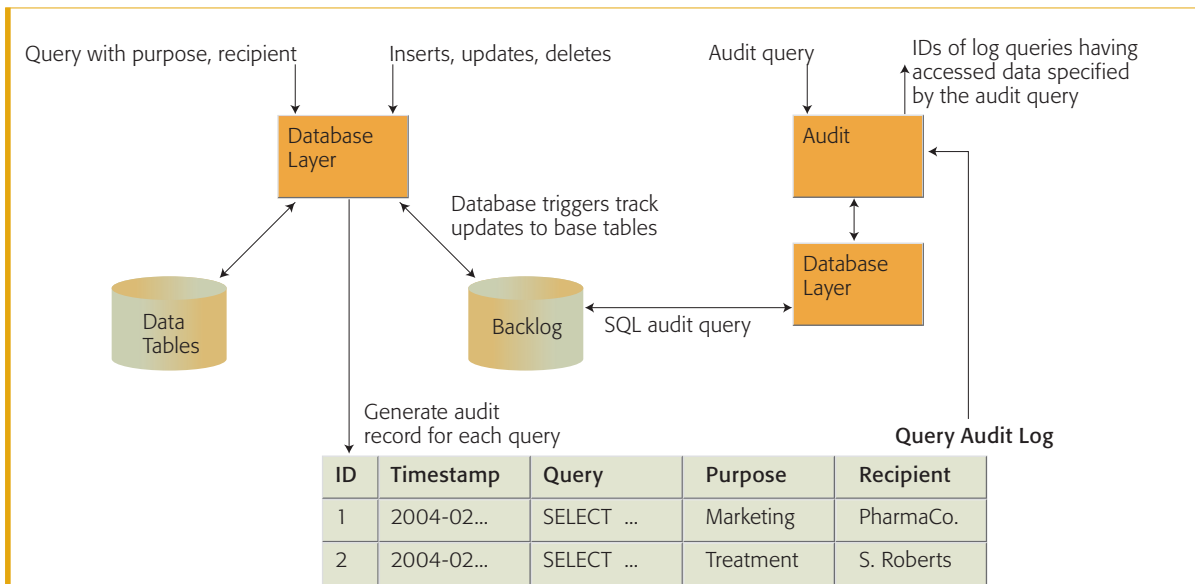 Query with purpose, recipient
Inserts, updates, deletes
Audit query
IDs of log queries having
accessed data specified
by the audit query
Database
Layer
Audit
Database triggers track
updates to base tables
Database
Layer
Data
Tables
Backlog
SQL audit query
Generate audit
record for each query
Query Audit Log
ID Timestamp Query Purpose Recipient
1 2004-02... SELECT ... Marketing PharmaCo.
2 2004-02... SELECT ... Treatment S. Roberts